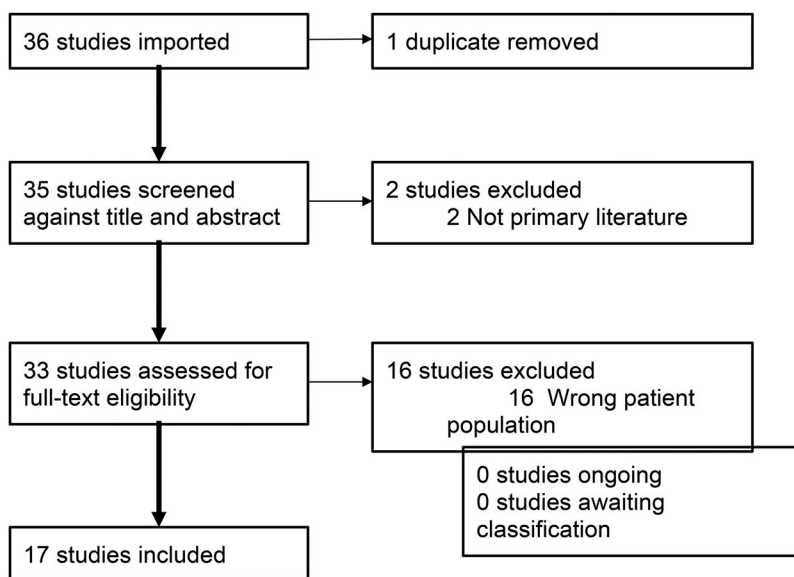 36 studies imported
1 duplicate removed
35 studies screened
against title and abstract
2 studies excluded
2 Not primary literature
33 studies assessed for
full-text eligibility
16 studies excluded
16 Wrong patient
population
0 studies ongoing
0 studies awaiting
classification
17 studies included